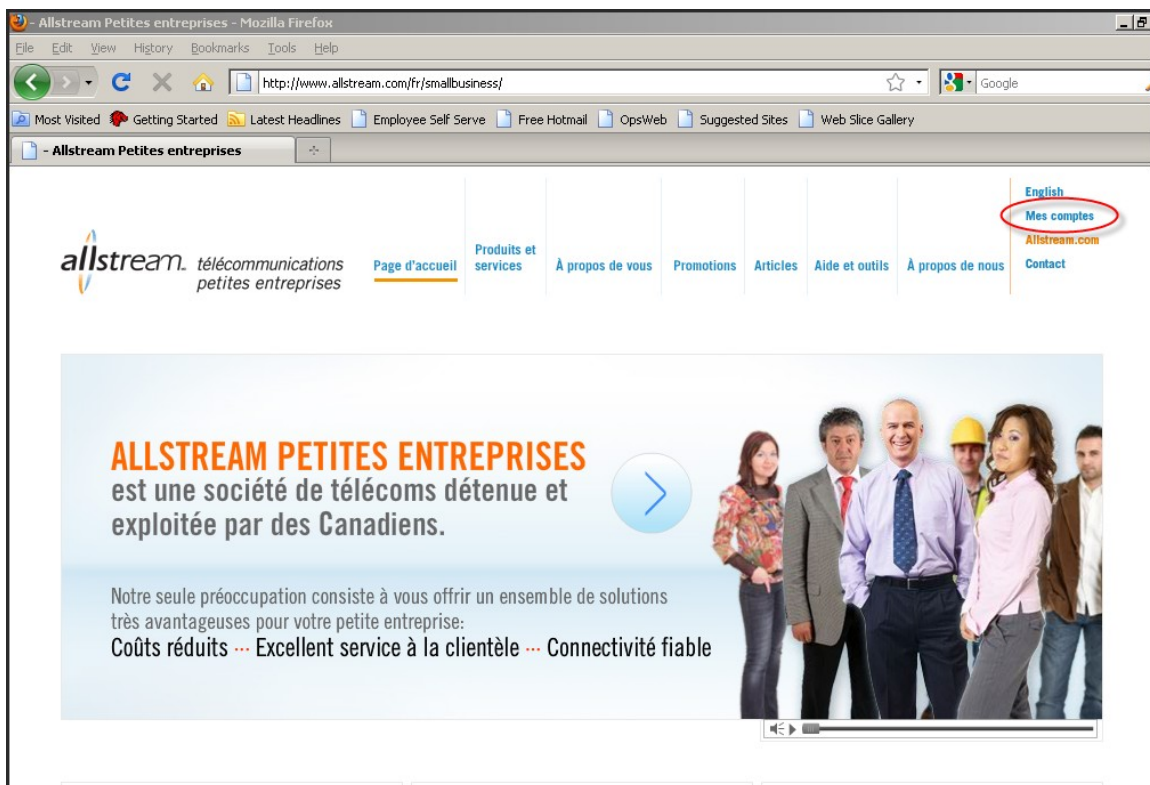 - Allstream Petites entreprises - Mozilla Firefox
File Edit View History Bookmarks Tools Help
http://www.allstream.com/fr/smallbusiness/
Google
Most Visited Getting Started Latest Headlines Employee Self Serve Free Hotmail OpsWeb Suggested Sites Web Slice Gallery
- Allstream Petites entreprises
English
Mes comptes
Allstream.com
Contact
allstream. télécommunications
petites entreprises
Page d'accueil
Produits et
services
À propos de vous
Promotions
Articles
Aide et outils
À propos de nous
ALLSTREAM PETITES ENTREPRISES
est une société de télécoms détenue et
exploitée par des Canadiens.
Notre seule préoccupation consiste à vous offrir un ensemble de solutions
très avantageuses pour votre petite entreprise:
Coûts réduits ··· Excellent service à la clientèle ··· Connectivité fiable